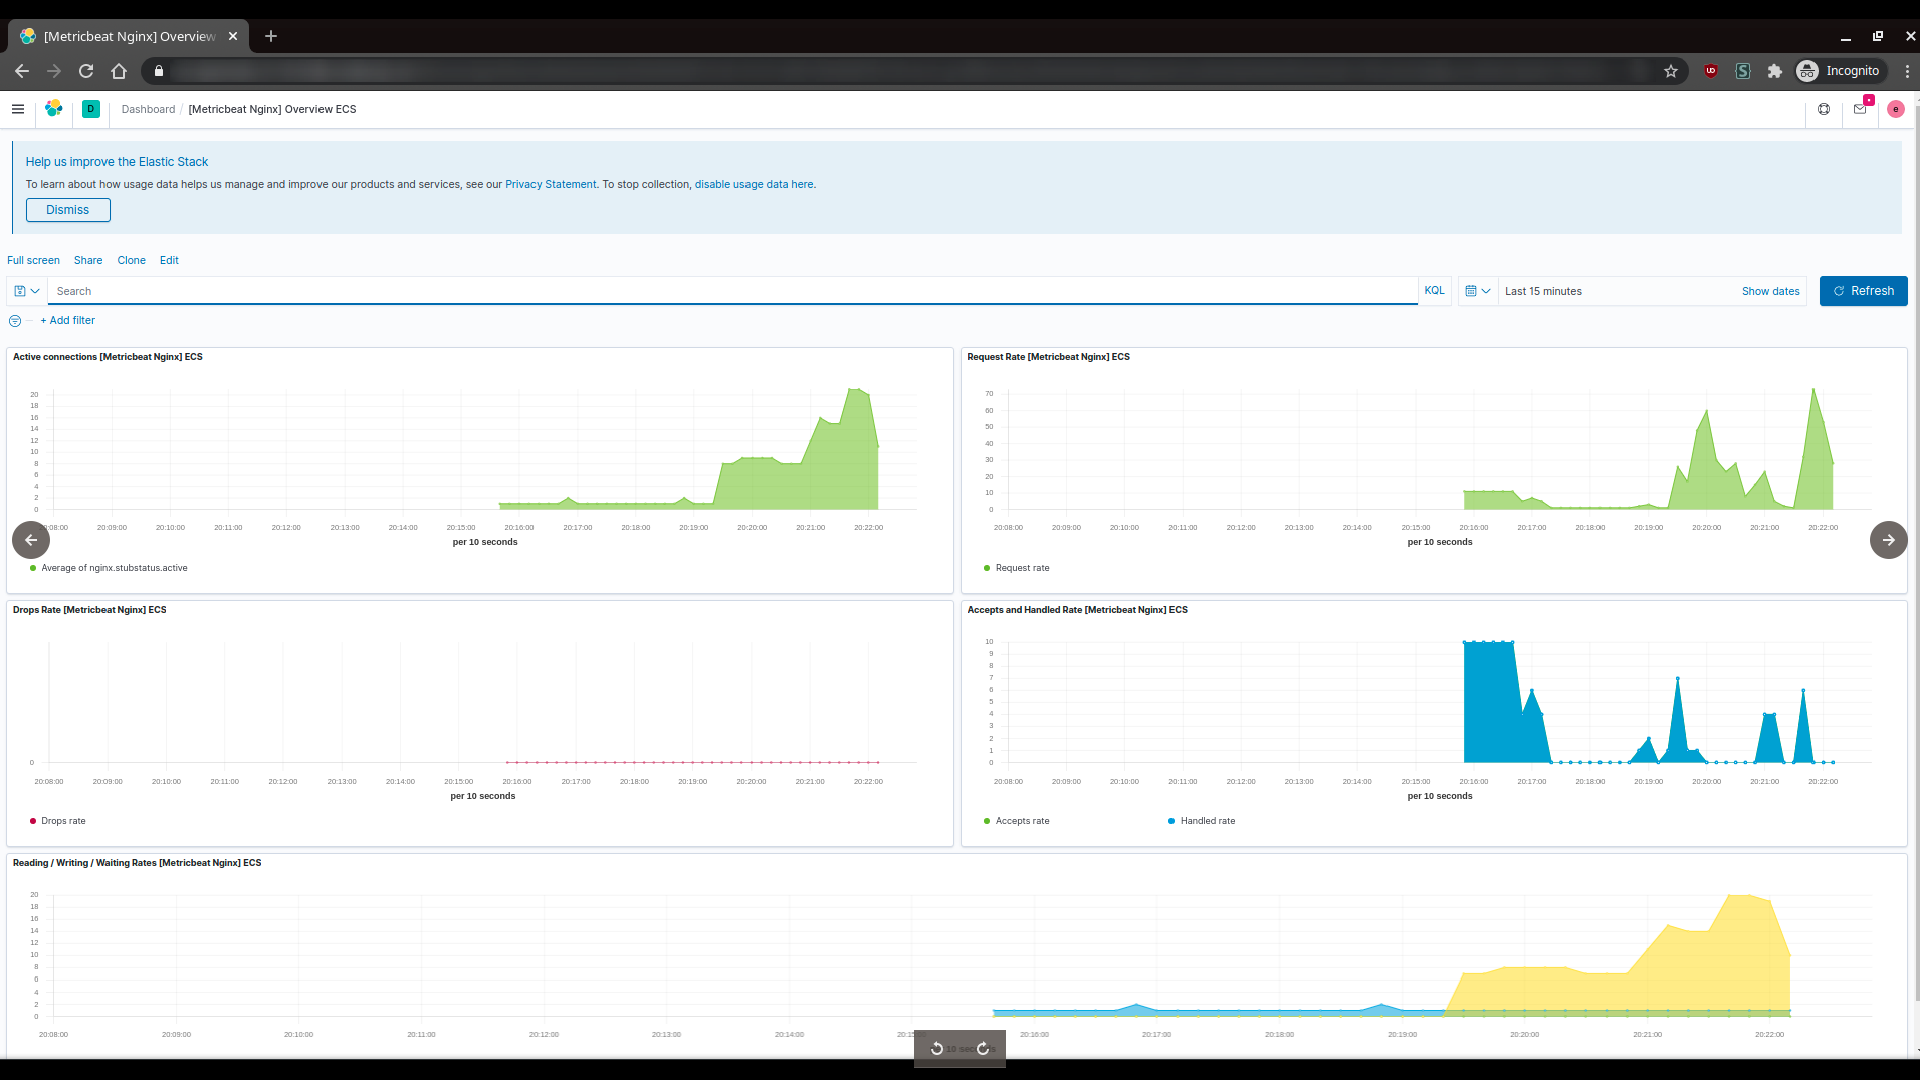 [Metricbeat Nginx] Overview
Incognito
D Dashboard / [Metricbeat Nginx] Overview ECS e
Help us improve the Elastic Stack
To learn about how usage data helps us manage and improve our products and services, see our Privacy Statement. To stop collection, disable usage data here.
Dismiss
Full screen Share Clone Edit
Search KQL Last 15 minutes Show dates Refresh
+ Add filter
Active connections [Metricbeat Nginx] ECS
20
18
16
14
12
10
8
6
4
2
0
20:09:00 20:10:00 20:11:00 20:12:00 20:13:00 20:14:00 20:15:00 20:16:00 20:17:00 20:18:00 20:19:00 20:20:00 20:21:00 20:22:00
per 10 seconds
Average of nginx.stubstatus.active
Request Rate [Metricbeat Nginx] ECS
70
60
50
40
30
20
10
0
20:08:00 20:09:00 20:10:00 20:11:00 20:12:00 20:13:00 20:14:00 20:15:00 20:16:00 20:17:00 20:18:00 20:19:00 20:20:00 20:21:00 20:22:00
per 10 seconds
Request rate
Drops Rate [Metricbeat Nginx] ECS
0
20:08:00 20:09:00 20:10:00 20:11:00 20:12:00 20:13:00 20:14:00 20:15:00 20:16:00 20:17:00 20:18:00 20:19:00 20:20:00 20:21:00 20:22:00
per 10 seconds
Drops rate
Accepts and Handled Rate [Metricbeat Nginx] ECS
10
9
8
7
6
5
4
3
2
1
0
20:08:00 20:09:00 20:10:00 20:11:00 20:12:00 20:13:00 20:14:00 20:15:00 20:16:00 20:17:00 20:18:00 20:19:00 20:20:00 20:21:00 20:22:00
per 10 seconds
Accepts rate Handled rate
Reading / Writing / Waiting Rates [Metricbeat Nginx] ECS
20
18
16
14
12
10
8
6
4
2
0
20:08:00 20:09:00 20:10:00 20:11:00 20:12:00 20:13:00 20:14:00 20:16:00 20:17:00 20:18:00 20:19:00 20:20:00 20:21:00 20:22:00